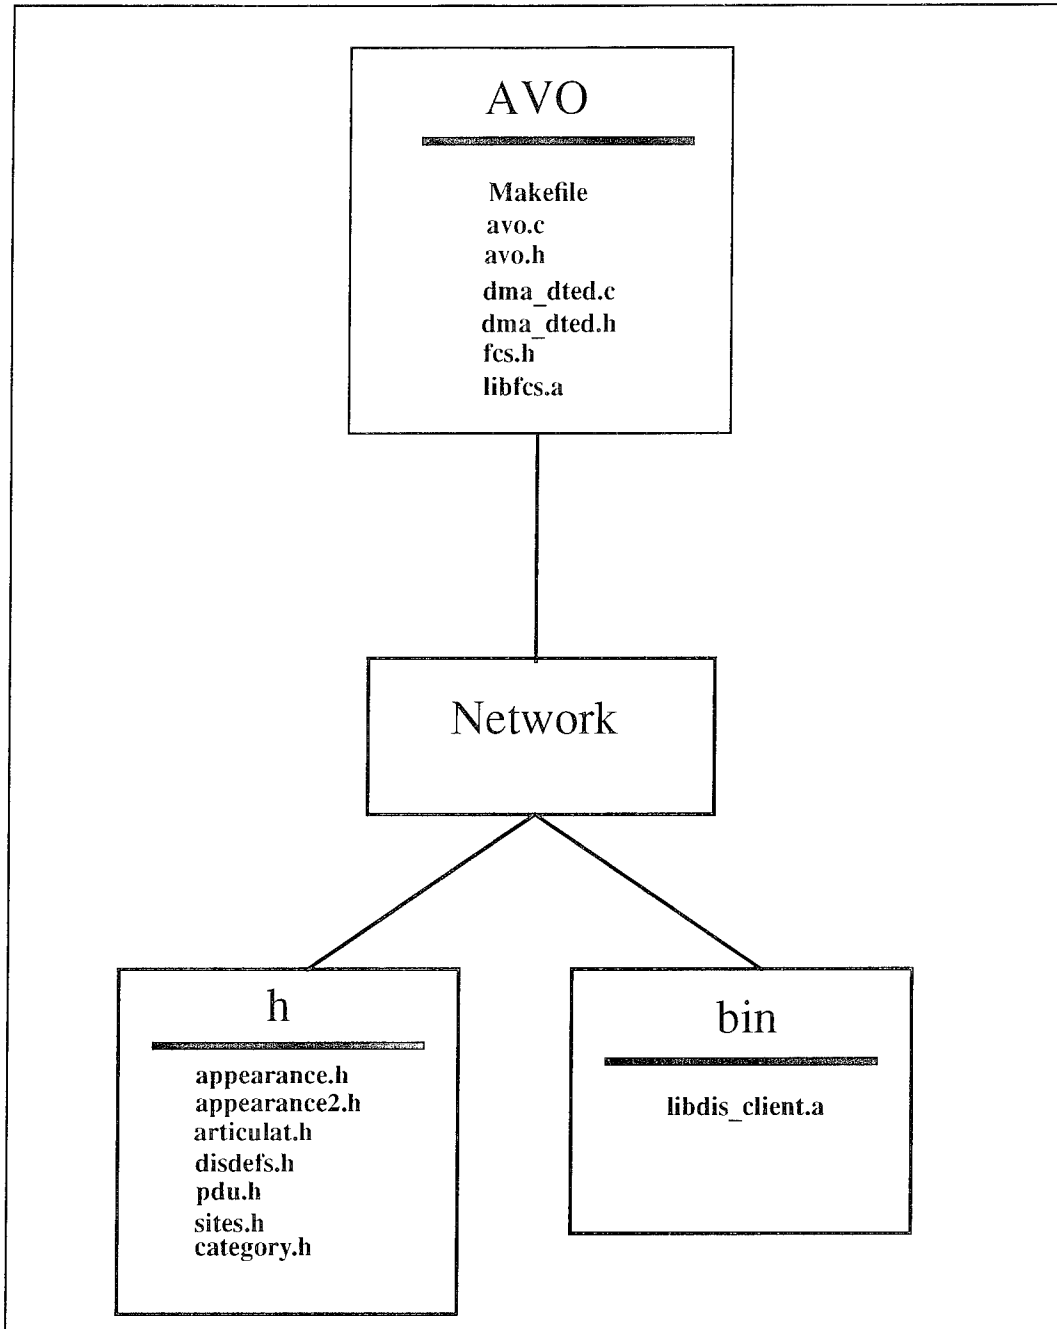 AVO
Makefile
avo.c
avo.h
dma_dted.c
dma_dted.h
fcs.h
libfcs.a
Network
h
appearance.h
appearance2.h
articulat.h
disdefs.h
pdu.h
sites.h
category.h
bin
libdis_client.a